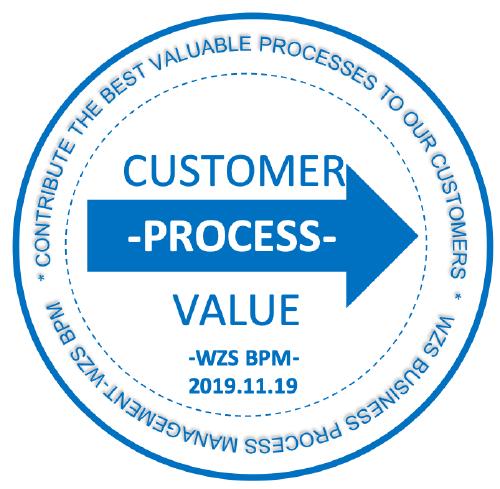 * CONTRIBUTE THE BEST VALUABLE PROCESSES TO OUR CUSTOMERS *
CUSTOMER
-PROCESS-
VALUE
-WZS BPM-
2019.11.19
WZS BUSINESS PROCESS MANAGEMENT-WZS BPM